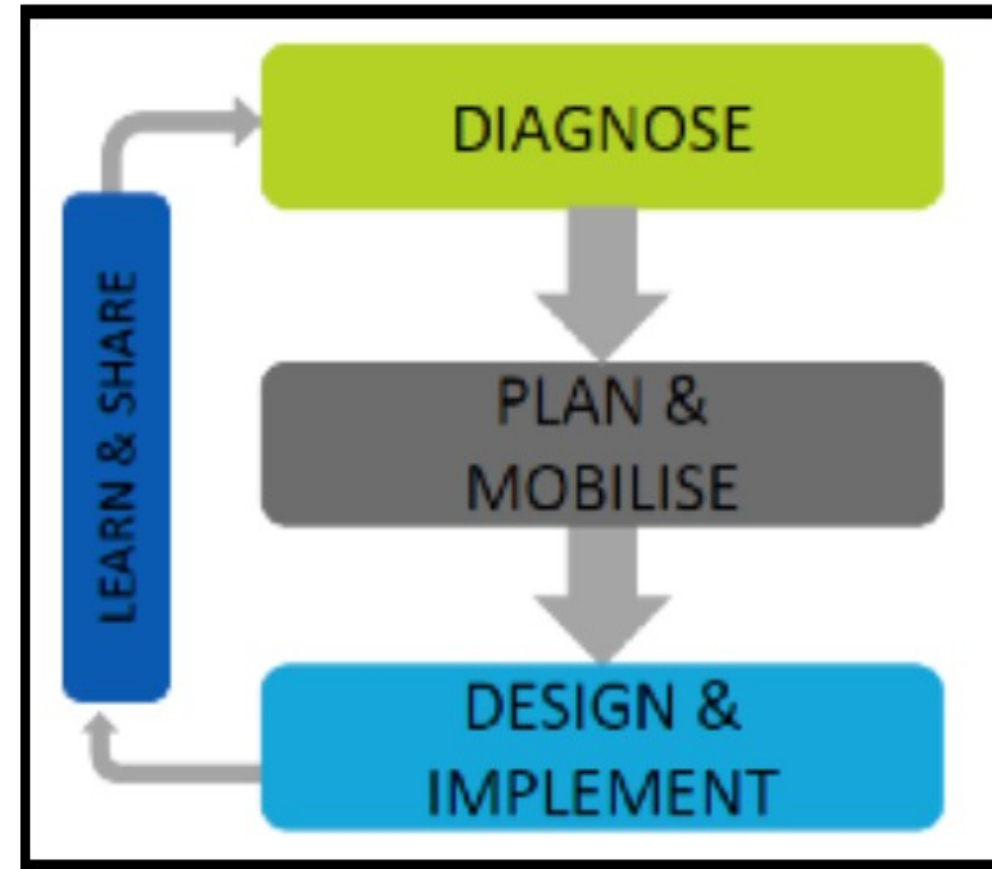 DIAGNOSE
PLAN &
MOBILISE
DESIGN &
IMPLEMENT
LEARN & SHARE